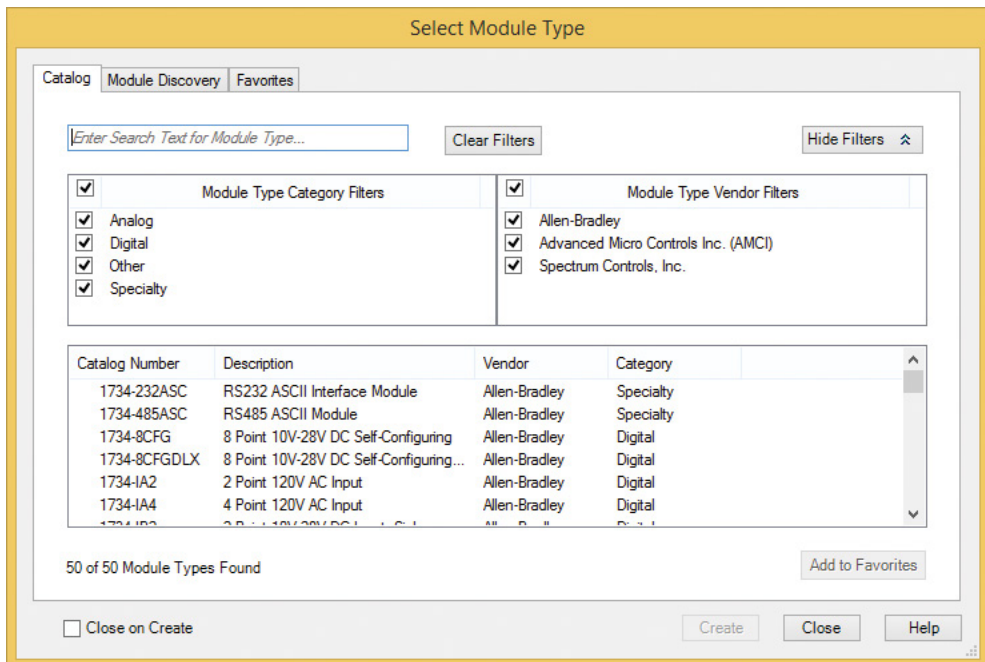 Select Module Type
Catalog Module Discovery Favorites
Enter Search Text for Module Type... Clear Filters Hide Filters
Module Type Category Filters Module Type Vendor Filters
Analog Allen-Bradley
Digital Advanced Micro Controls Inc. (AMCI)
Other Spectrum Controls, Inc.
Specialty
Catalog Number Description Vendor Category
1734-232ASC RS232 ASCII Interface Module Allen-Bradley Specialty
1734-485ASC RS485 ASCII Module Allen-Bradley Specialty
1734-8CFG 8 Point 10V-28V DC Self-Configuring Allen-Bradley Digital
1734-8CFGDLX 8 Point 10V-28V DC Self-Configuring... Allen-Bradley Digital
1734-IA2 2 Point 120V AC Input Allen-Bradley Digital
1734-IA4 4 Point 120V AC Input Allen-Bradley Digital
50 of 50 Module Types Found Add to Favorites
Close on Create Create Close Help